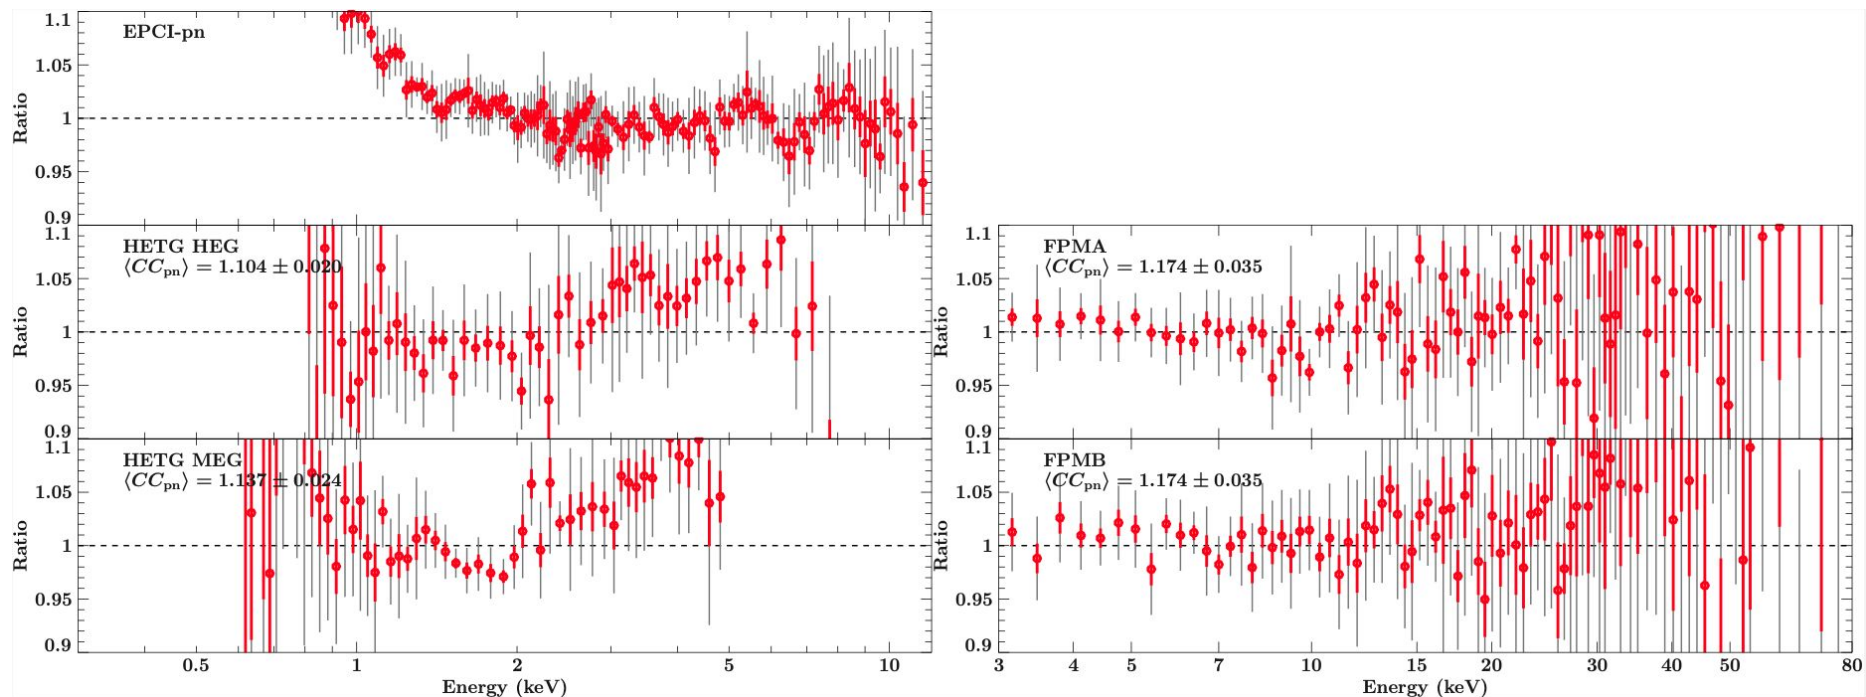 1.1
EPCI-pn
1.05
Ratio
1
0.95
0.9
1.1
HETG HEG
⟨CCpn⟩ = 1.104 ± 0.020
1.05
Ratio
1
0.95
0.9
1.1
HETG MEG
⟨CCpn⟩ = 1.137 ± 0.024
1.05
Ratio
1
0.95
0.9
0.5 1 2 5 10
Energy (keV)
1.1
FPMA
⟨CCpn⟩ = 1.174 ± 0.035
1.05
Ratio
1
0.95
0.9
1.1
FPMB
⟨CCpn⟩ = 1.174 ± 0.035
1.05
Ratio
1
0.95
0.9
3 4 5 7 10 15 20 30 40 50 80
Energy (keV)